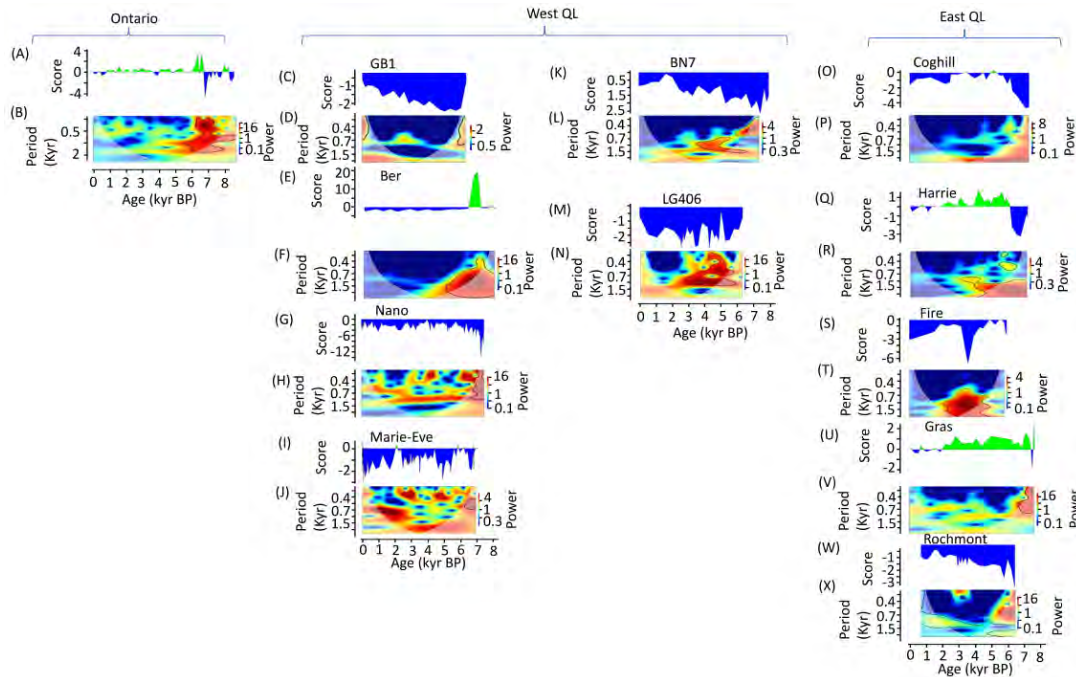 Ontario
West QL
East QL
(A)
Score
4
0
-4
(B)
Period
(Kyr)
0.5
2
16
1
0.1
Power
0 1 2 3 4 5 6 7 8
Age (kyr BP)
(C)
GB1
Score
-1
-2
(D)
Period
(Kyr)
0.4
0.7
1.5
2
0.5
Power
(E)
Ber
Score
20
10
0
(F)
Period
(Kyr)
0.4
0.7
1.5
16
1
0.1
Power
(G)
Nano
Score
0
-6
-12
(H)
Period
(Kyr)
0.4
0.7
1.5
16
1
0.1
Power
(I)
Marie-Eve
Score
0
-2
(J)
Period
(Kyr)
0.4
0.7
1.5
4
1
0.3
Power
0 1 2 3 4 5 6 7 8
Age (kyr BP)
(K)
BN7
Score
0.5
1.5
2.5
(L)
Period
(Kyr)
0.4
0.7
1.5
4
1
0.3
Power
(M)
LG406
Score
-1
-2
(N)
Period
(Kyr)
0.4
0.7
1.5
16
1
0.1
Power
0 1 2 3 4 5 6 7 8
Age (kyr BP)
(O)
Coghill
Score
0
-2
-4
(P)
Period
(Kyr)
0.4
0.7
1.5
8
1
0.1
Power
(Q)
Harrie
Score
1
-1
-3
(R)
Period
(Kyr)
0.4
0.7
1.5
4
1
0.3
Power
(S)
Fire
Score
0
-3
-6
(T)
Period
(Kyr)
0.4
0.7
1.5
4
1
0.1
Power
(U)
Gras
Score
2
0
-2
(V)
Period
(Kyr)
0.4
0.7
1.5
16
1
0.1
Power
(W)
Rochmont
Score
-1
-2
-3
(X)
Period
(Kyr)
0.4
0.7
1.5
16
1
0.1
Power
0 1 2 3 4 5 6 7 8
Age (kyr BP)